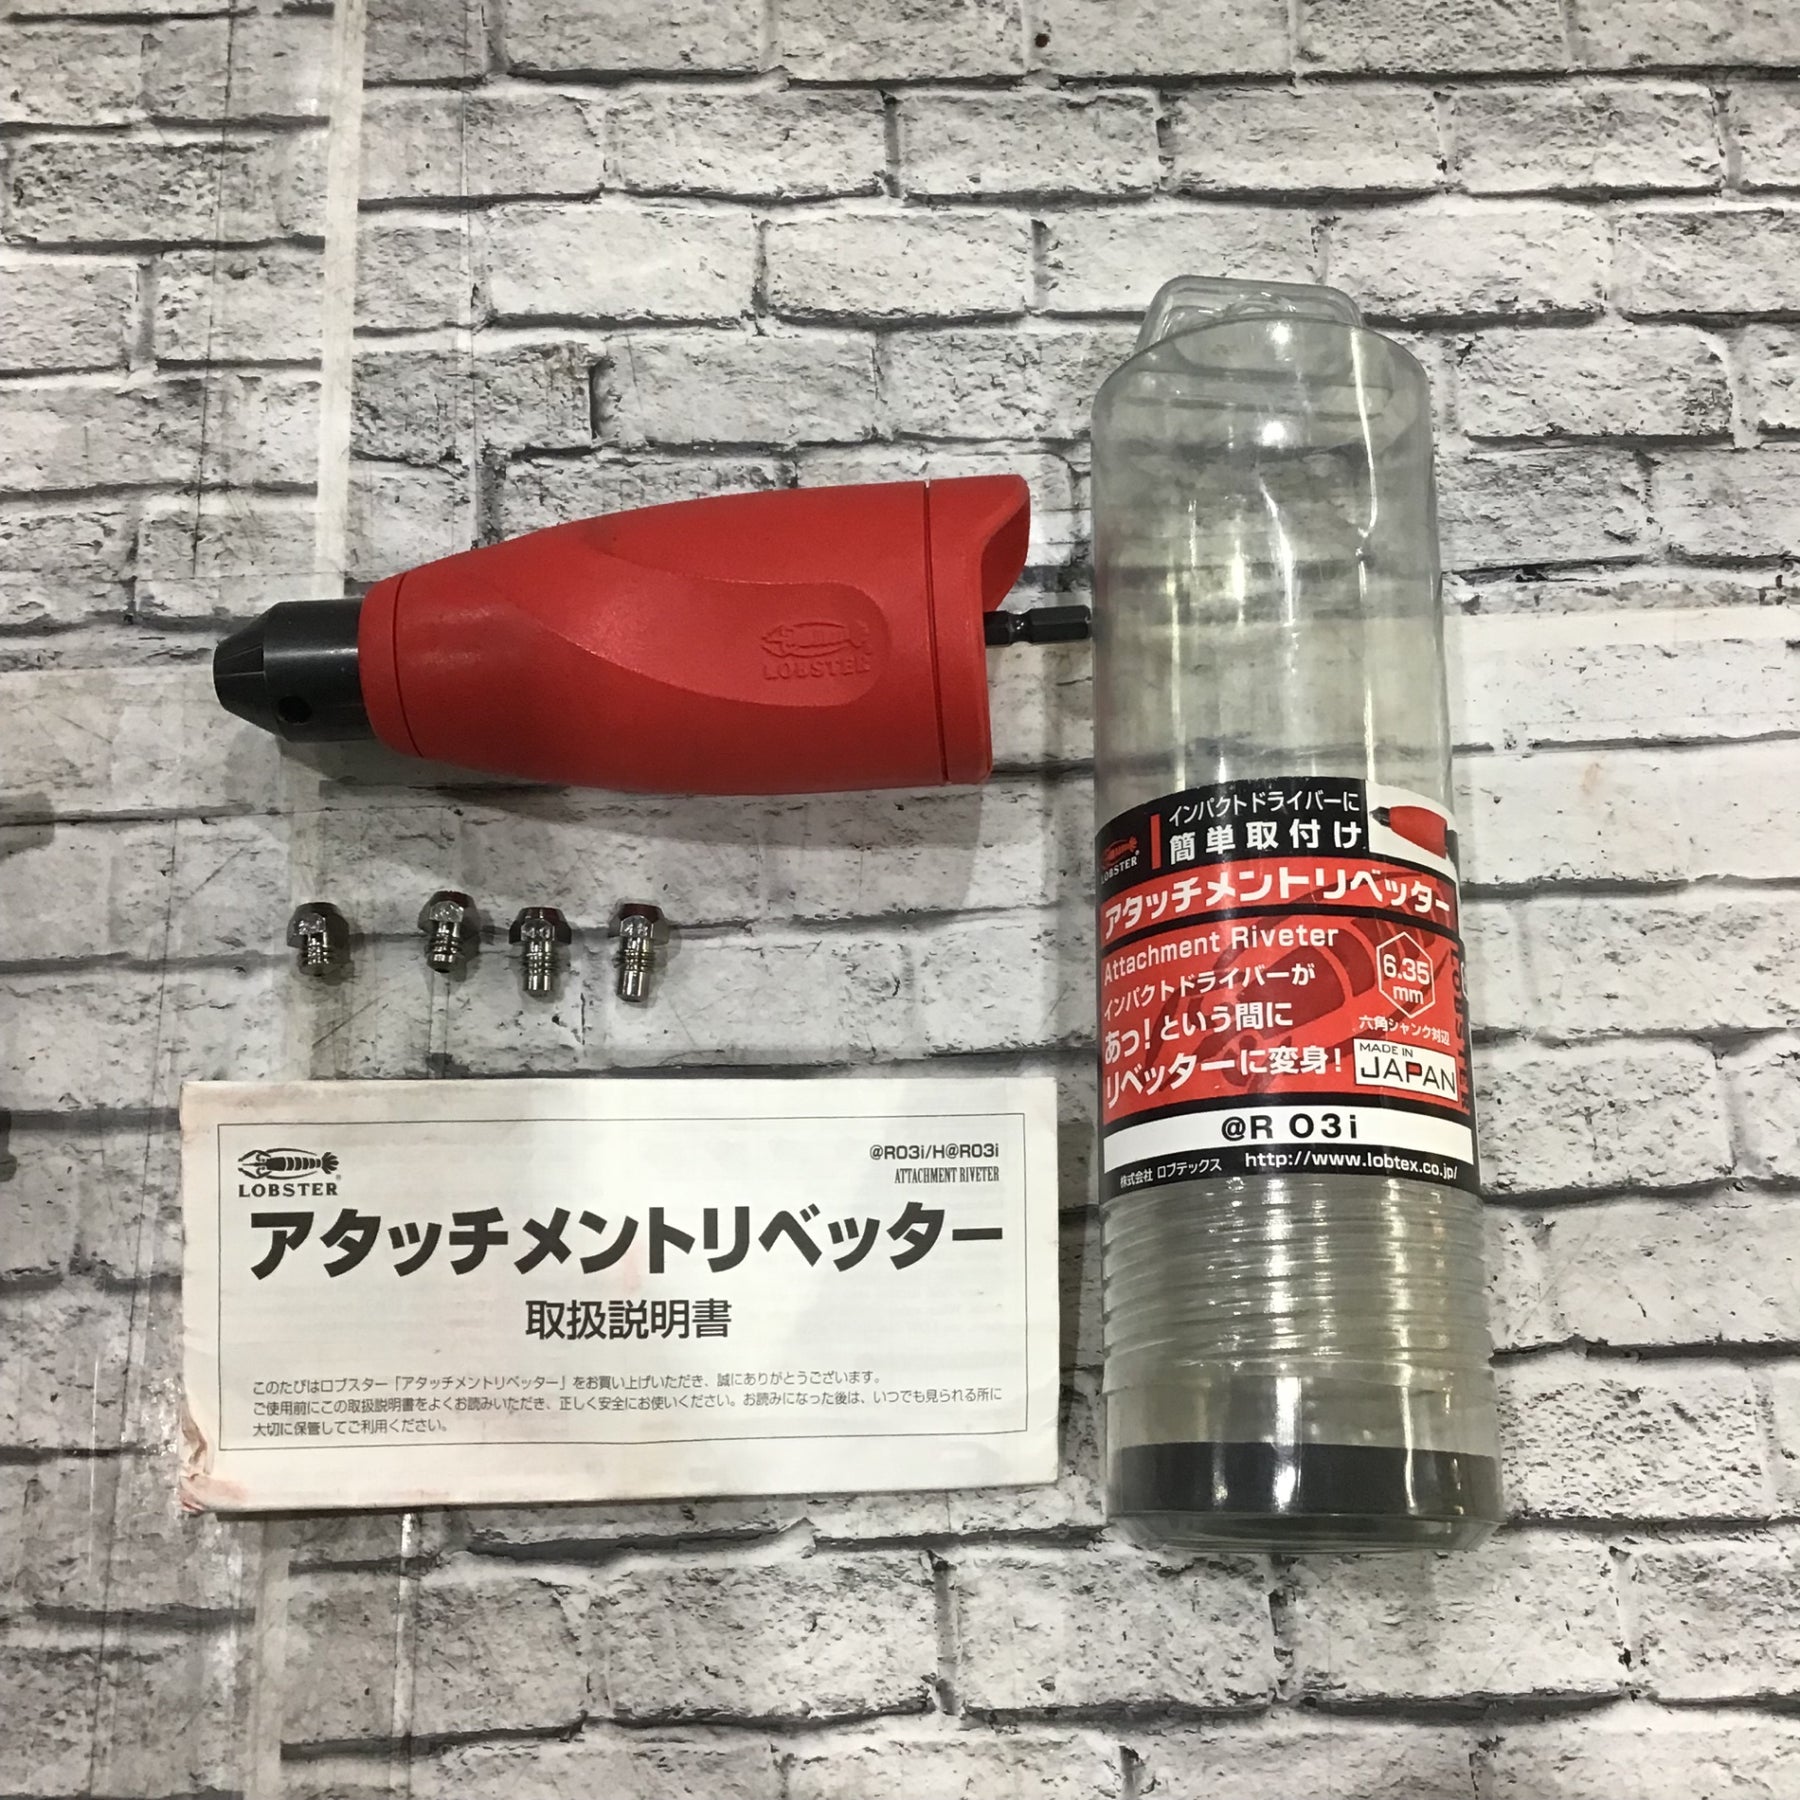 LOBSTER
インパクトドライバーに
簡単取付け
LOBSTER
アタッチメントリベッター
Attachment Riveter
インパクトドライバーが
あっ！という間に
リベッターに変身！
6.35
mm
六角シャンク対辺
MADE IN
JAPAN
@R 03i
株式会社 ロブテックス http://www.lobtex.co.jp/
LOBSTER
@R03i/H@R03i
ATTACHMENT RIVETER
アタッチメントリベッター
取扱説明書
このたびはロブスター「アタッチメントリベッター」をお買い上げいただき、誠にありがとうございます。
ご使用前にこの取扱説明書をよくお読みいただき、正しく安全にお使いください。お読みになった後は、いつでも見られる所に
大切に保管してご利用ください。